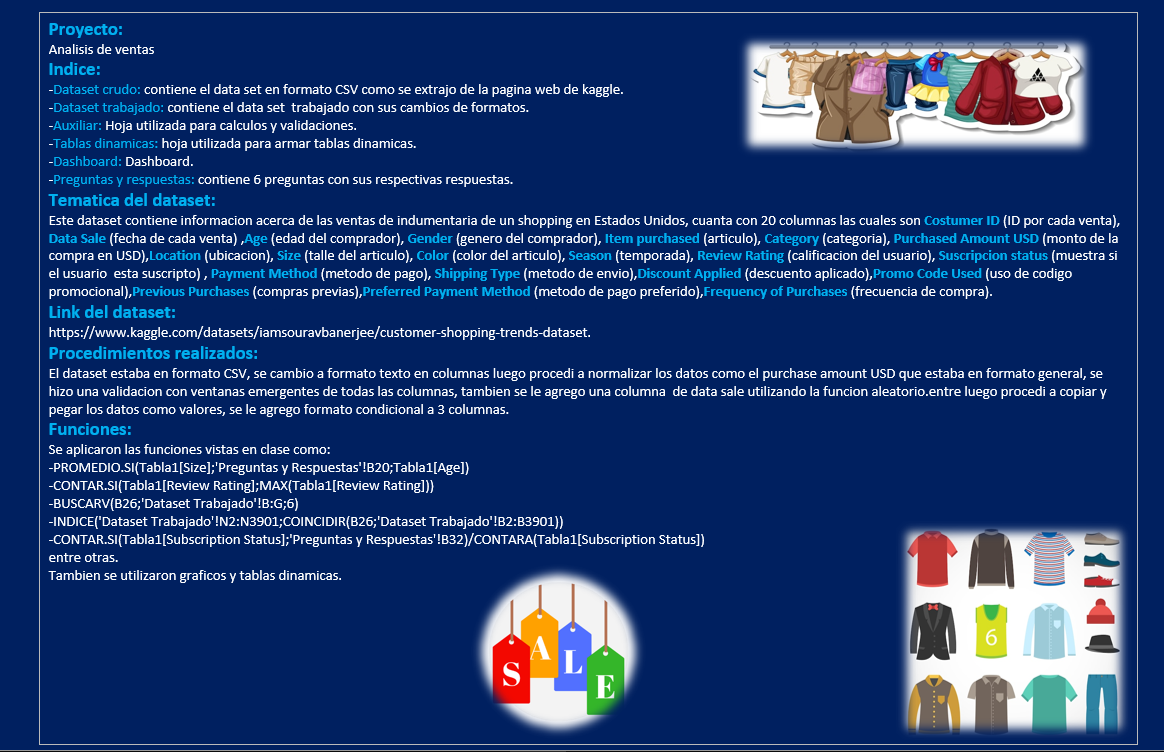 Proyecto:
Analisis de ventas
Indice:
-Dataset crudo: contiene el data set en formato CSV como se extrajo de la pagina web de kaggle.
-Dataset trabajado: contiene el data set  trabajado con sus cambios de formatos.
-Auxiliar: Hoja utilizada para calculos y validaciones.
-Tablas dinamicas: hoja utilizada para armar tablas dinamicas.
-Dashboard: Dashboard.
-Preguntas y respuestas: contiene 6 preguntas con sus respectivas respuestas.
Tematica del dataset:
Este dataset contiene informacion acerca de las ventas de indumentaria de un shopping en Estados Unidos, cuanta con 20 columnas las cuales son Costumer ID (ID por cada venta),
Data Sale (fecha de cada venta) ,Age (edad del comprador), Gender (genero del comprador), Item purchased (articulo), Category (categoria), Purchased Amount USD (monto de la
compra en USD),Location (ubicacion), Size (talle del articulo), Color (color del articulo), Season (temporada), Review Rating (calificacion del usuario), Suscripcion status (muestra si
el usuario  esta suscripto) , Payment Method (metodo de pago), Shipping Type (metodo de envio),Discount Applied (descuento aplicado),Promo Code Used (uso de codigo
promocional),Previous Purchases (compras previas),Preferred Payment Method (metodo de pago preferido),Frequency of Purchases (frecuencia de compra).
Link del dataset:
https://www.kaggle.com/datasets/iamsouravbanerjee/customer-shopping-trends-dataset.
Procedimientos realizados:
El dataset estaba en formato CSV, se cambio a formato texto en columnas luego procedi a normalizar los datos como el purchase amount USD que estaba en formato general, se
hizo una validacion con ventanas emergentes de todas las columnas, tambien se le agrego una columna  de data sale utilizando la funcion aleatorio.entre luego procedi a copiar y
pegar los datos como valores, se le agrego formato condicional a 3 columnas.
Funciones:
Se aplicaron las funciones vistas en clase como:
-PROMEDIO.SI(Tabla1[Size];'Preguntas y Respuestas'!B20;Tabla1[Age])
-CONTAR.SI(Tabla1[Review Rating];MAX(Tabla1[Review Rating]))
-BUSCARV(B26;'Dataset Trabajado'!B:G;6)
-INDICE('Dataset Trabajado'!N2:N3901;COINCIDIR(B26;'Dataset Trabajado'!B2:B3901))
-CONTAR.SI(Tabla1[Subscription Status];'Preguntas y Respuestas'!B32)/CONTARA(Tabla1[Subscription Status])
entre otras.
Tambien se utilizaron graficos y tablas dinamicas.
SALE
6